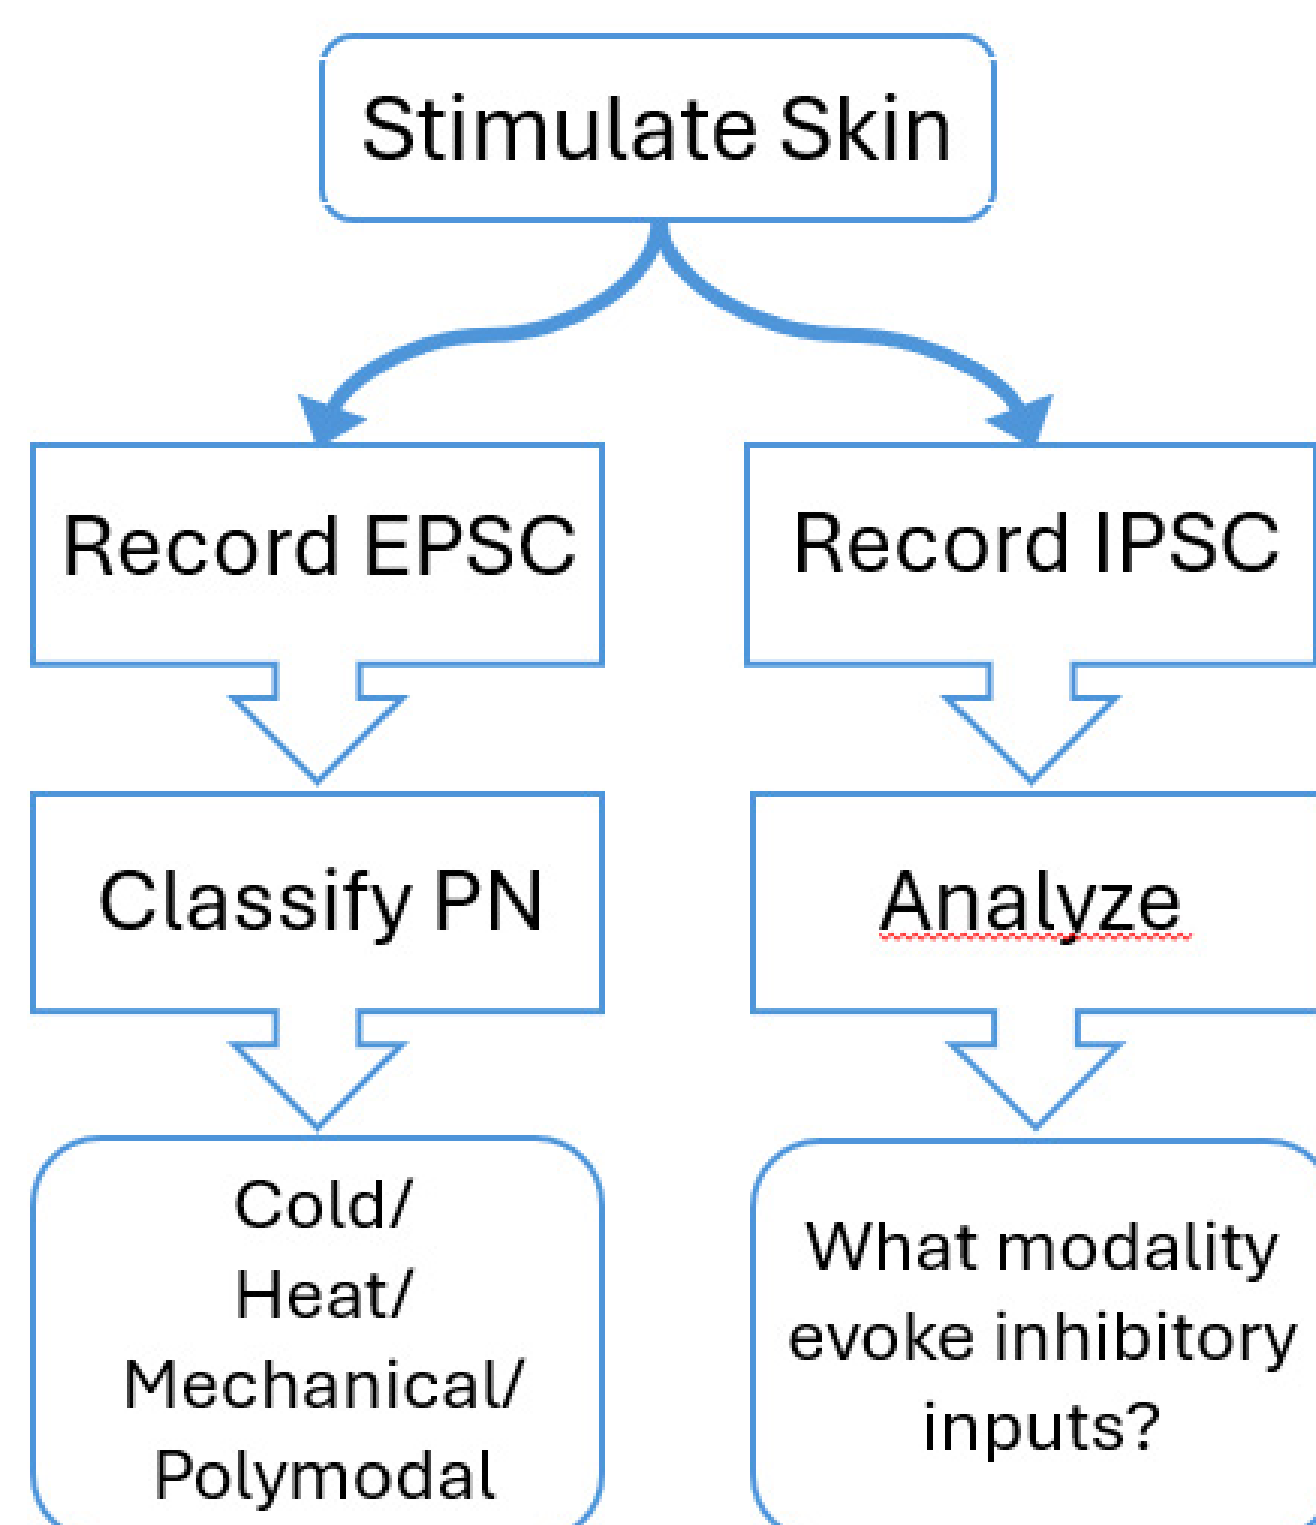 Stimulate Skin
Record EPSC
Record IPSC
Classify PN
Analyze
Cold/
Heat/
Mechanical/
Polymodal
What modality
evoke inhibitory
inputs?